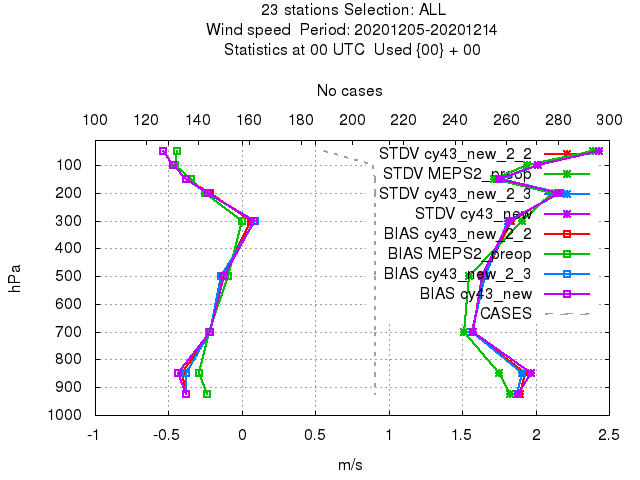 23 stations Selection: ALL
Wind speed  Period: 20201205-20201214
Statistics at 00 UTC  Used {00} + 00
No cases
100 120 140 160 180 200 220 240 260 280 300
STDV cy43_new_2_2
100
STDV MEPS2_preop
200
STDV cy43_new_2_3
STDV cy43_new
300
BIAS cy43_new_2_2
400
BIAS MEPS2_preop
500
BIAS cy43_new_2_3
BIAS cy43_new
600
CASES
700
800
900
1000
hPa
-1 -0.5 0 0.5 1 1.5 2 2.5
m/s